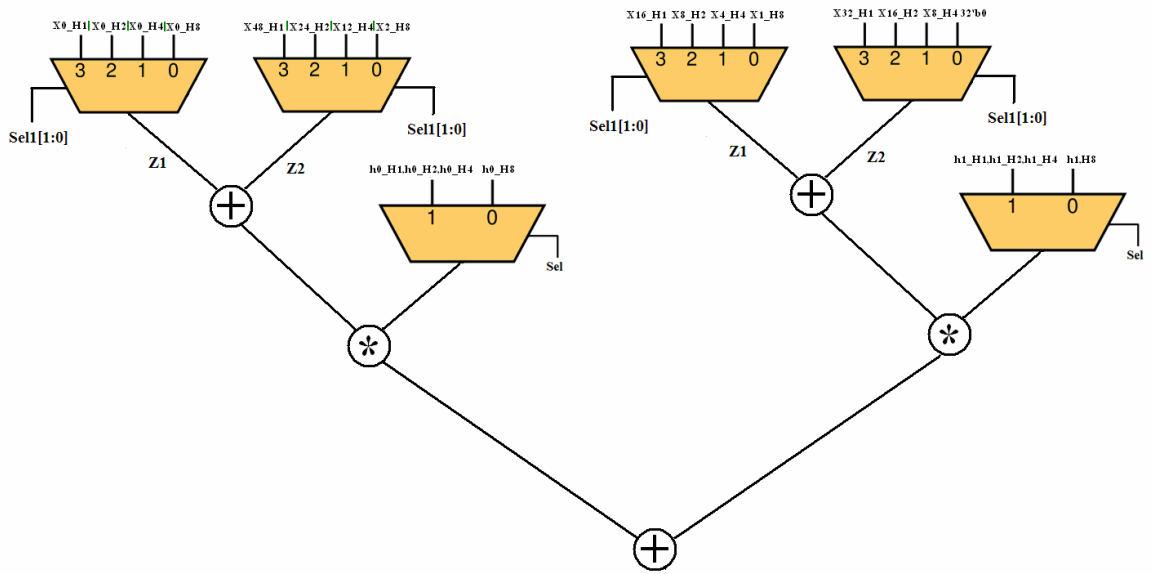 X0_H1 X0_H2 X0_H4 X0_H8
X48_H1 X24_H2 X12_H4 X2_H8
X16_H1 X8_H2 X4_H4 X1_H8
X32_H1 X16_H2 X8_H4 32'b0
3 2 1 0
3 2 1 0
3 2 1 0
3 2 1 0
Sel1[1:0]
Sel1[1:0]
Sel1[1:0]
Sel1[1:0]
Z1
Z2
Z1
Z2
h0_H1,h0_H2,h0_H4 h0_H8
h1_H1,h1_H2,h1_H4 h1,H8
+
+
1 0
1 0
Sel
Sel
*
*
+